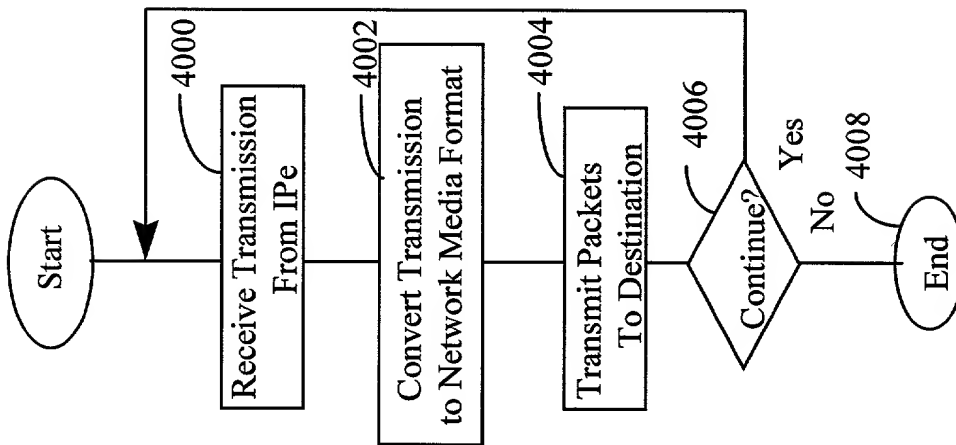 Start
4000
Receive Transmission
From IPe
4002
Convert Transmission
to Network Media Format
4004
Transmit Packets
To Destination
4006
Continue?
Yes
No
4008
End